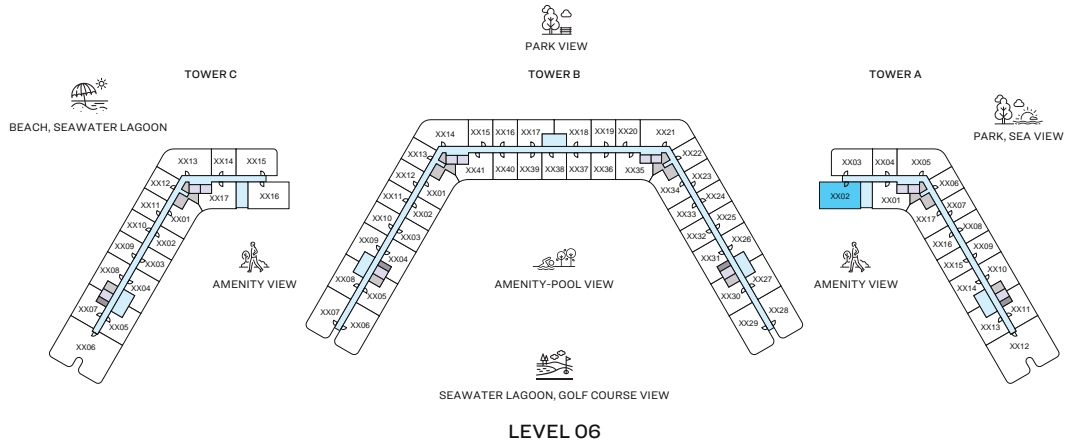 PARK VIEW
TOWER C
TOWER B
TOWER A
BEACH, SEAWATER LAGOON
PARK, SEA VIEW
XX13 XX14 XX15
XX12
XX16
XX17
XX01
XX11
XX10
XX02
XX09
XX03
XX08
XX04
XX07
XX05
XX06
XX14 XX15 XX16 XX17 XX18 XX19 XX20 XX21
XX13
XX41 XX40 XX39 XX38 XX37 XX36 XX35
XX22
XX12
XX01
XX23
XX34
XX11
XX02
XX24
XX33
XX10
XX03
XX25
XX32
XX09
XX04
XX26
XX31
XX08
XX05
XX27
XX30
XX07
XX06
XX28
XX29
XX03 XX04 XX05
XX02
XX01
XX06
XX17
XX07
XX16
XX08
XX15
XX09
XX14
XX10
XX13
XX11
XX12
AMENITY VIEW
AMENITY-POOL VIEW
AMENITY VIEW
SEAWATER LAGOON, GOLF COURSE VIEW
LEVEL 06